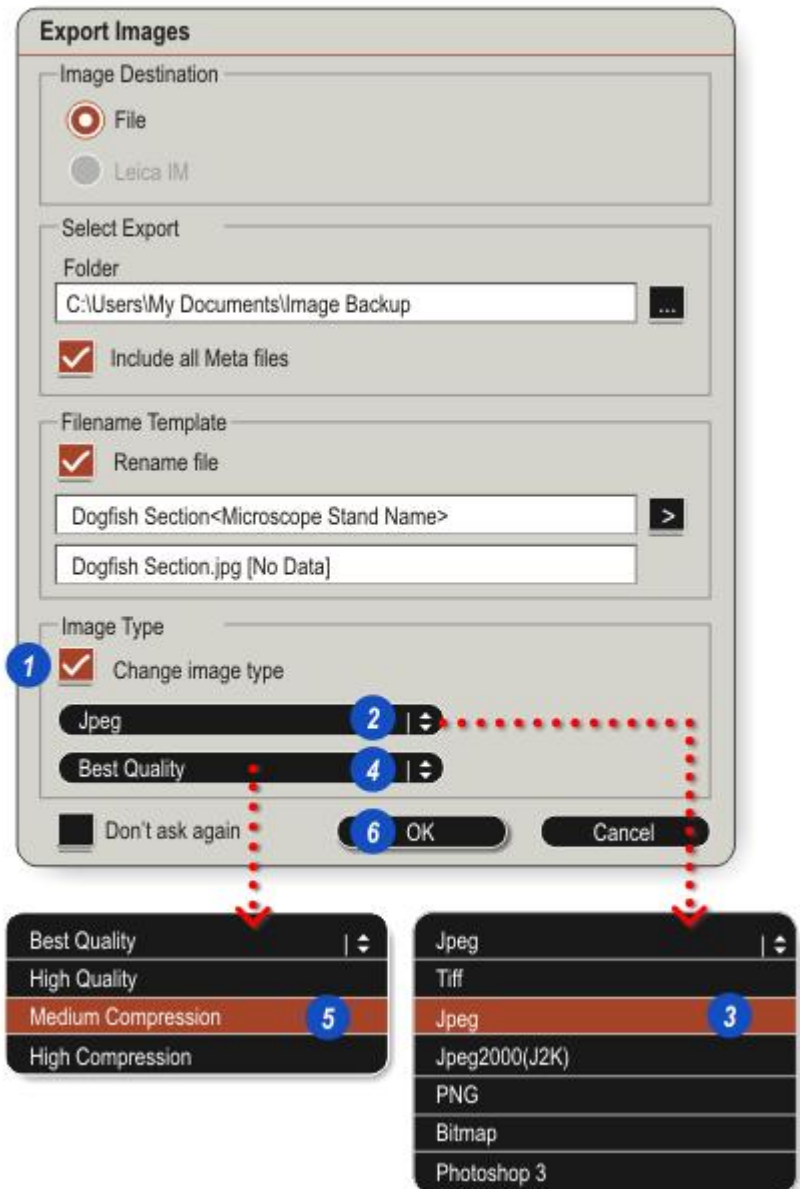 Export Images
Image Destination
File
Leica IM
Select Export
Folder
C:\Users\My Documents\Image Backup
...
Include all Meta files
Filename Template
Rename file
Dogfish Section<Microscope Stand Name>
>
Dogfish Section.jpg [No Data]
Image Type
1 Change image type
Jpeg 2
Best Quality 4
Don't ask again 6 OK Cancel
Best Quality
High Quality
Medium Compression 5
High Compression
Jpeg
Tiff
Jpeg 3
Jpeg2000(J2K)
PNG
Bitmap
Photoshop 3